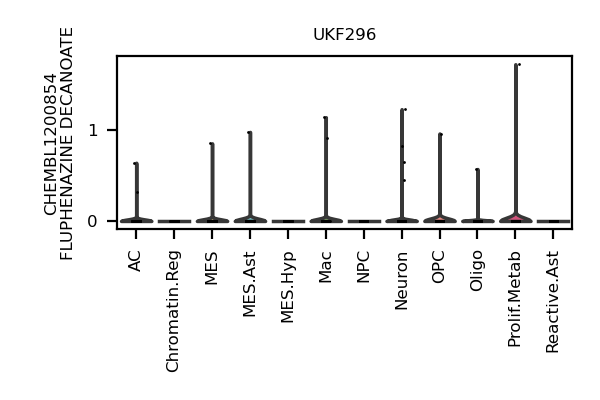 UKF296
CHEMBL1200854
FLUPHENAZINE DECANOATE
1
0
AC
Chromatin.Reg
MES
MES.Ast
MES.Hyp
Mac
NPC
Neuron
OPC
Oligo
Prolif.Metab
Reactive.Ast